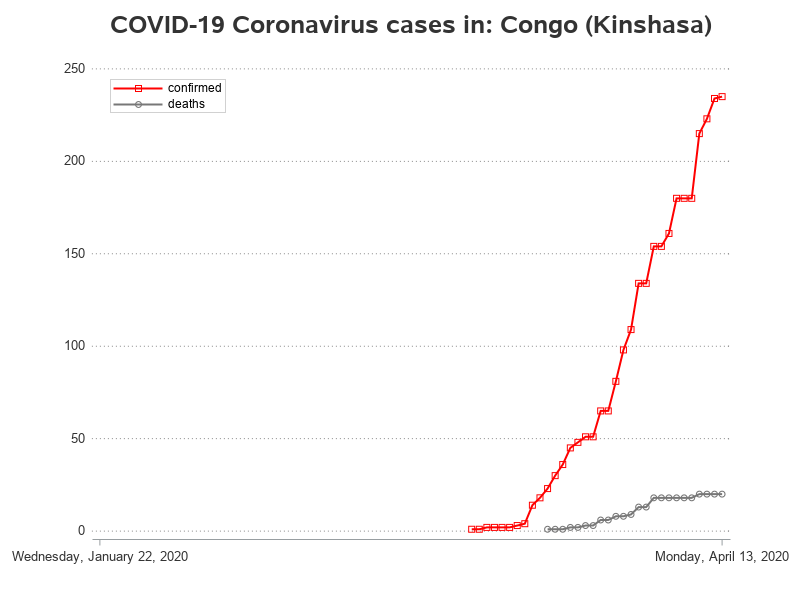 COVID-19 Coronavirus cases in: Congo (Kinshasa)
250
confirmed
deaths
200
150
100
50
0
Wednesday, January 22, 2020
Monday, April 13, 2020